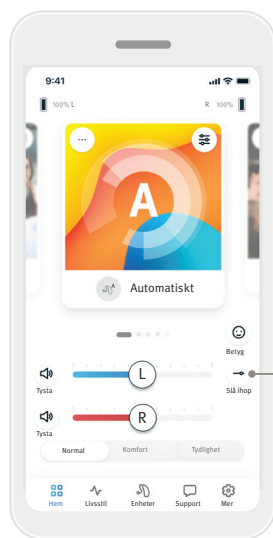 9:41
100% L
R 100%
A
Automatiskt
Betyg
L
Tysta
Slå ihop
R
Tysta
Normal Komfort Tydlighet
Hem Livsstil Enheter Support Mer